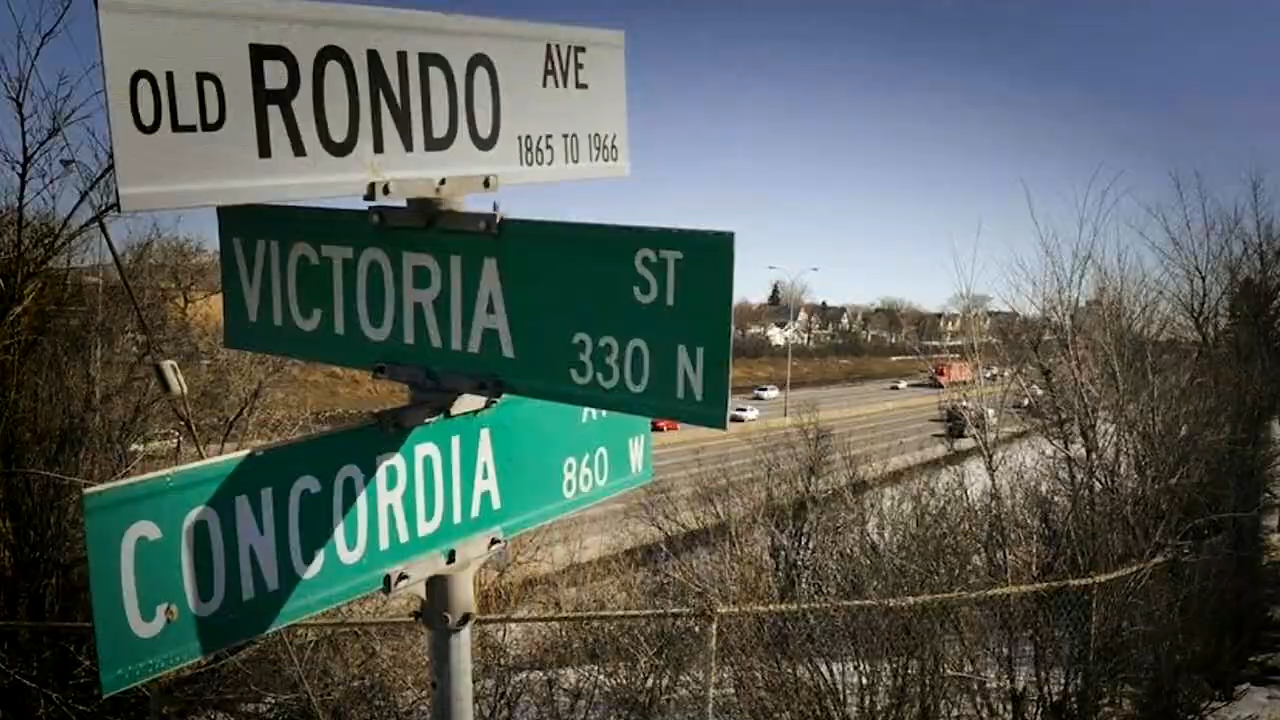 OLD RONDO AVE
1865 TO 1966
VICTORIA ST
330 N
CONCORDIA
860 W